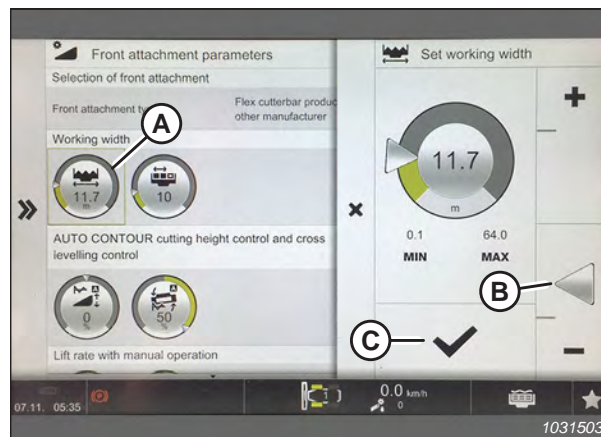 Front attachment parameters
Selection of front attachment
Front attachment ty
Flex cutterbar produc
other manufacturer
A
Working width
11.7
m
10
AUTO CONTOUR cutting height control and cross
levelling control
A
0
%
A
50
%
Lift rate with manual operation
Set working width
+
11.7
m
0.1
64.0
MIN
MAX
B
C
07.11. 05:35
(P)
1
0.0 km/h
0
1031503